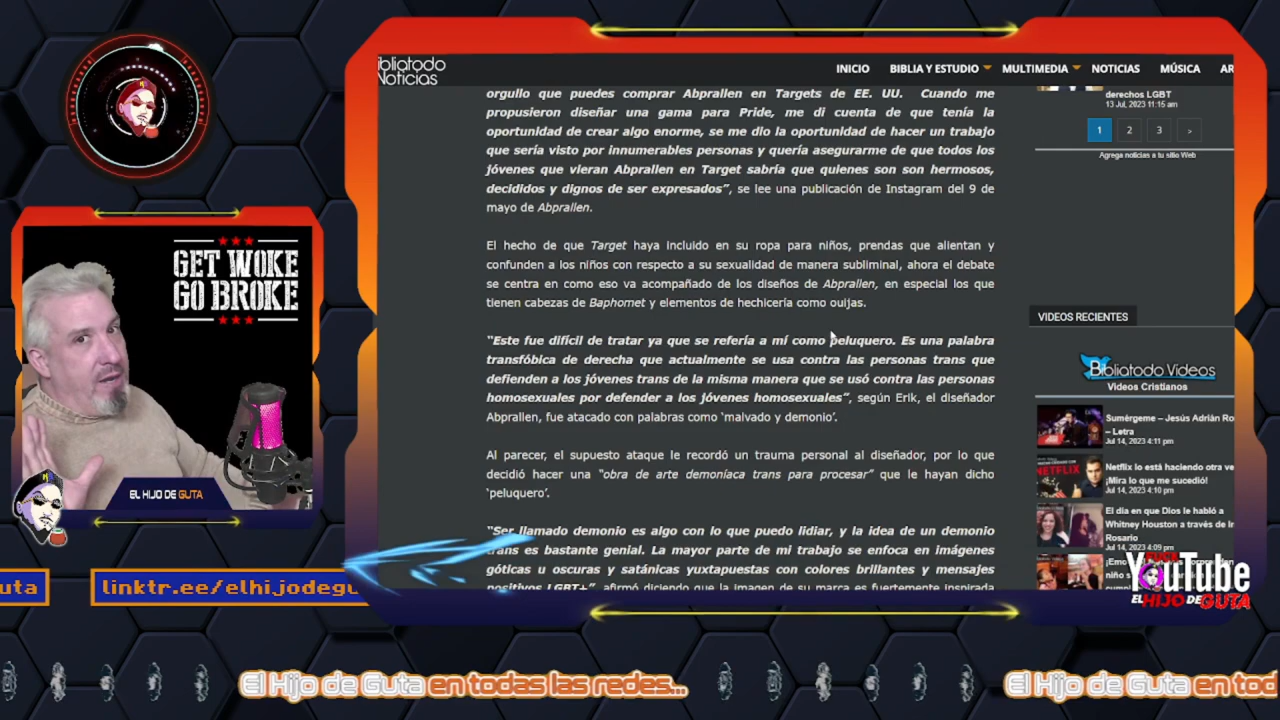 ibliatodo
Noticias
INICIO
BIBLIA Y ESTUDIO
MULTIMEDIA
NOTICIAS
MÚSICA
AR
orgullo que puedes comprar Abprallen en Targets de EE. UU. Cuando me
propusieron diseñar una gama para Pride, me di cuenta de que tenía la
oportunidad de crear algo enorme, se me dio la oportunidad de hacer un trabajo
que sería visto por innumerables personas y quería asegurarme de que todos los
jóvenes que vieran Abprallen en Target sabría que quienes son son hermosos,
decididos y dignos de ser expresados”, se lee una publicación de Instagram del 9 de
mayo de Abprallen.
El hecho de que Target haya incluido en su ropa para niños, prendas que alientan y
confunden a los niños con respecto a su sexualidad de manera subliminal, ahora el debate
se centra en como eso va acompañado de los diseños de Abprallen, en especial los que
tienen cabezas de Baphomet y elementos de hechicería como ouijas.
“Este fue difícil de tratar ya que se refería a mí como peluquero. Es una palabra
transfóbica de derecha que actualmente se usa contra las personas trans que
defienden a los jóvenes trans de la misma manera que se usó contra las personas
homosexuales por defender a los jóvenes homosexuales”, según Erik, el diseñador
Abprallen, fue atacado con palabras como ‘malvado y demonio’.
Al parecer, el supuesto ataque le recordó un trauma personal al diseñador, por lo que
decidió hacer una “obra de arte demoníaca trans para procesar” que le hayan dicho
‘peluquero’.
“Ser llamado demonio es algo con lo que puedo lidiar, y la idea de un demonio
trans es bastante genial. La mayor parte de mi trabajo se enfoca en imágenes
góticas u oscuras y satánicas yuxtapuestas con colores brillantes y mensajes
positivos LGBT+”, afirmó diciendo que la imagen de su marca es fuertemente inspirada
derechos LGBT
13 Jul, 2023 11:15 am
1
2
3
>
Agrega noticias a tu sitio Web
VIDEOS RECIENTES
Bibliatodo Videos
Videos Cristianos
Sumérgeme – Jesús Adrián Ro
– Letra
Jul 14, 2023 4:11 pm
Netflix lo está haciendo otra ve
¡Mira lo que me sucedió!
Jul 14, 2023 4:10 pm
El día en que Dios le habló a
Whitney Houston a través de In
Rosario
Jul 14, 2023 4:09 pm
YouTube
EL HIJO DE GUTA
GET WOKE
GO BROKE
EL HIJO DE GUTA
uta
linktr.ee/elhijodegu
El Hijo de Guta en todas las redes...
El Hijo de Guta en tod